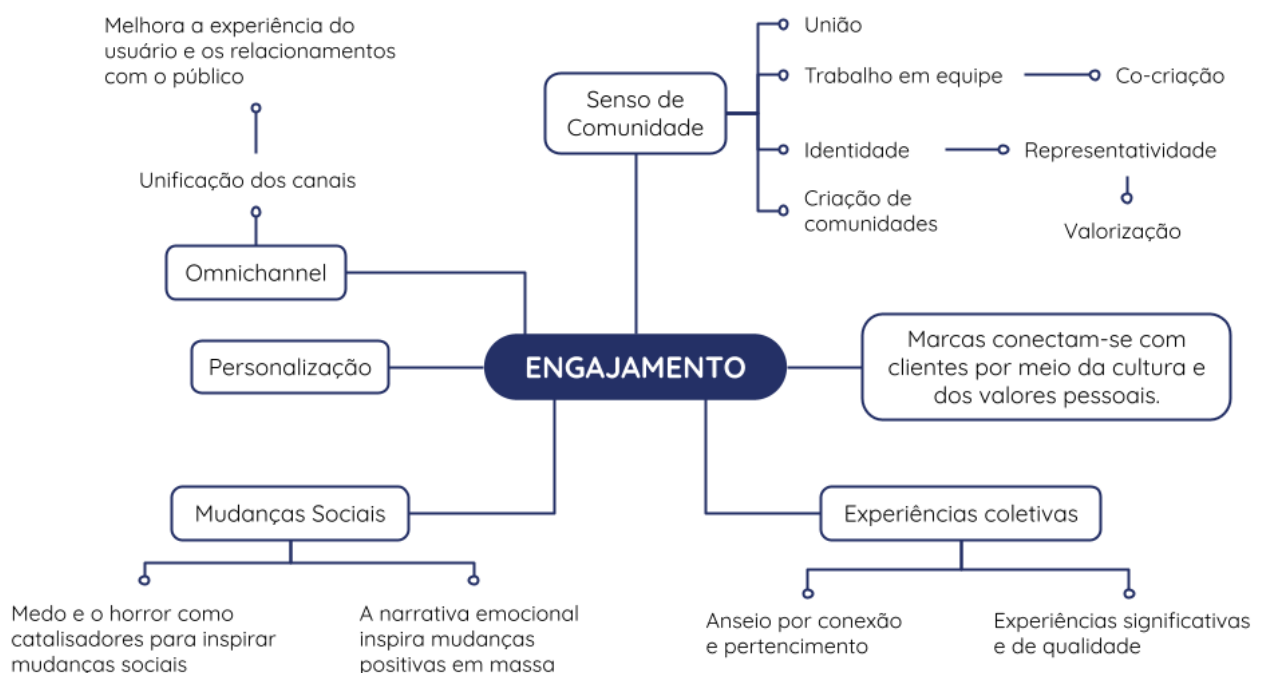 Melhora a experiência do
usuário e os relacionamentos
com o público
Unificação dos canais
Omnichannel
Personalização
Senso de
Comunidade
União
Trabalho em equipe
Co-criação
Identidade
Representatividade
Valorização
Criação de
comunidades
ENGAJAMENTO
Marcas conectam-se com
clientes por meio da cultura e
dos valores pessoais.
Mudanças Sociais
Medo e o horror como
catalisadores para inspirar
mudanças sociais
A narrativa emocional
inspira mudanças
positivas em massa
Experiências coletivas
Anseio por conexão
e pertencimento
Experiências significativas
e de qualidade